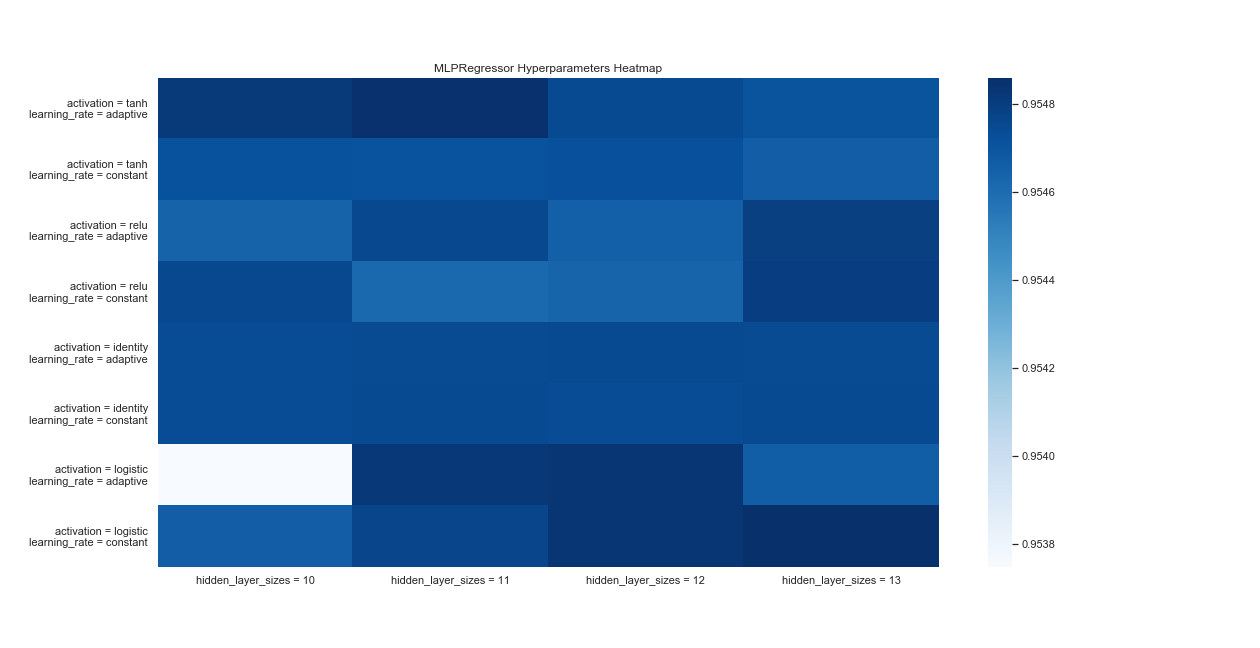 MLPRegressor Hyperparameters Heatmap
activation = tanh
learning_rate = adaptive
activation = tanh
learning_rate = constant
activation = relu
learning_rate = adaptive
activation = relu
learning_rate = constant
activation = identity
learning_rate = adaptive
activation = identity
learning_rate = constant
activation = logistic
learning_rate = adaptive
activation = logistic
learning_rate = constant
hidden_layer_sizes = 10
hidden_layer_sizes = 11
hidden_layer_sizes = 12
hidden_layer_sizes = 13
0.9548
0.9546
0.9544
0.9542
0.9540
0.9538